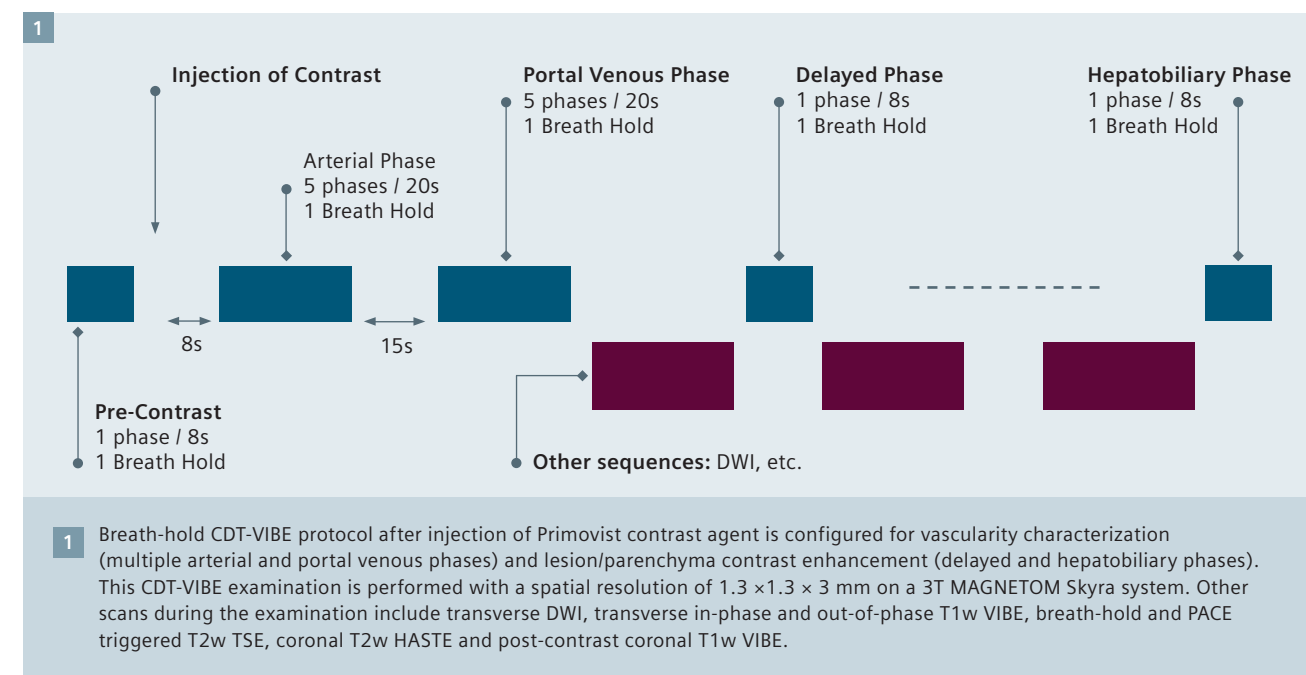 1
Injection of Contrast
Portal Venous Phase
5 phases / 20s
1 Breath Hold
Delayed Phase
1 phase / 8s
1 Breath Hold
Hepatobiliary Phase
1 phase / 8s
1 Breath Hold
Arterial Phase
5 phases / 20s
1 Breath Hold
8s
15s
Pre-Contrast
1 phase / 8s
1 Breath Hold
Other sequences: DWI, etc.
1
Breath-hold CDT-VIBE protocol after injection of Primovist contrast agent is configured for vascularity characterization
(multiple arterial and portal venous phases) and lesion/parenchyma contrast enhancement (delayed and hepatobiliary phases).
This CDT-VIBE examination is performed with a spatial resolution of 1.3 ×1.3 × 3 mm on a 3T MAGNETOM Skyra system. Other
scans during the examination include transverse DWI, transverse in-phase and out-of-phase T1w VIBE, breath-hold and PACE
triggered T2w TSE, coronal T2w HASTE and post-contrast coronal T1w VIBE.